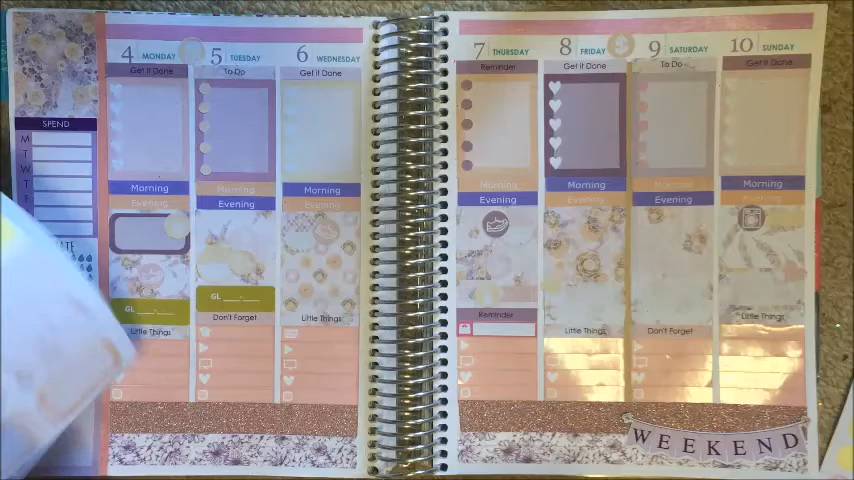 4 MONDAY
5 TUESDAY
6 WEDNESDAY
7 THURSDAY
8 FRIDAY
9 SATURDAY
10 SUNDAY
Get it Done
To Do
Get it Done
Reminder
Get it Done
To Do
Get it Done
SPEND
M
T
W
T
F
Morning
Morning
Morning
Morning
Morning
Morning
Morning
Evening
Evening
Evening
Evening
Evening
Evening
Evening
GL
GL
Little Things
Don't Forget
Little Things
Reminder
Little Things
Don't Forget
Little Things
WEEKEND